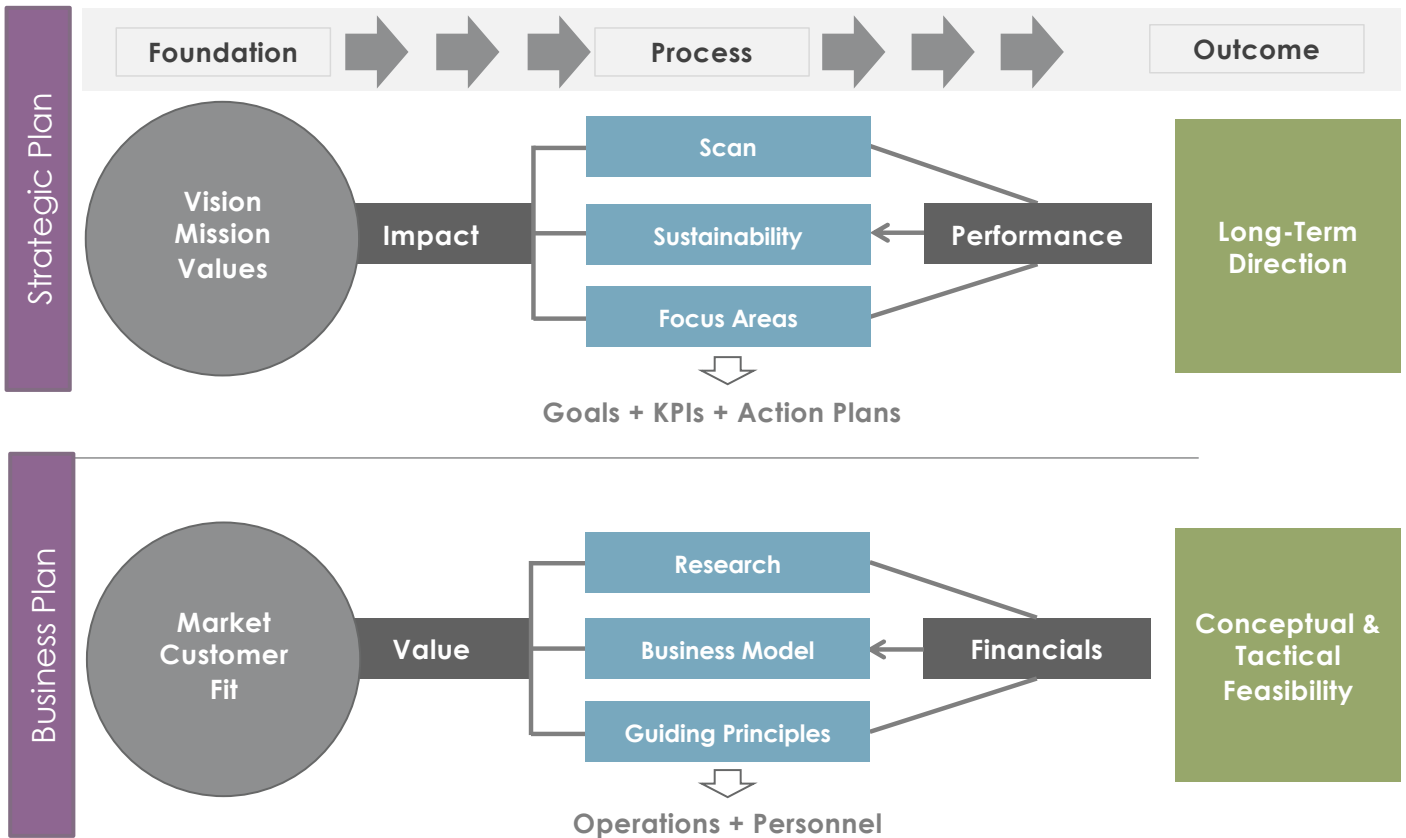 Strategic Plan
Foundation
Process
Outcome
Vision
Mission
Values
Impact
Scan
Sustainability
Focus Areas
Performance
Long-Term
Direction
Goals + KPIs + Action Plans
Business Plan
Market
Customer
Fit
Value
Research
Business Model
Guiding Principles
Financials
Conceptual &
Tactical
Feasibility
Operations + Personnel